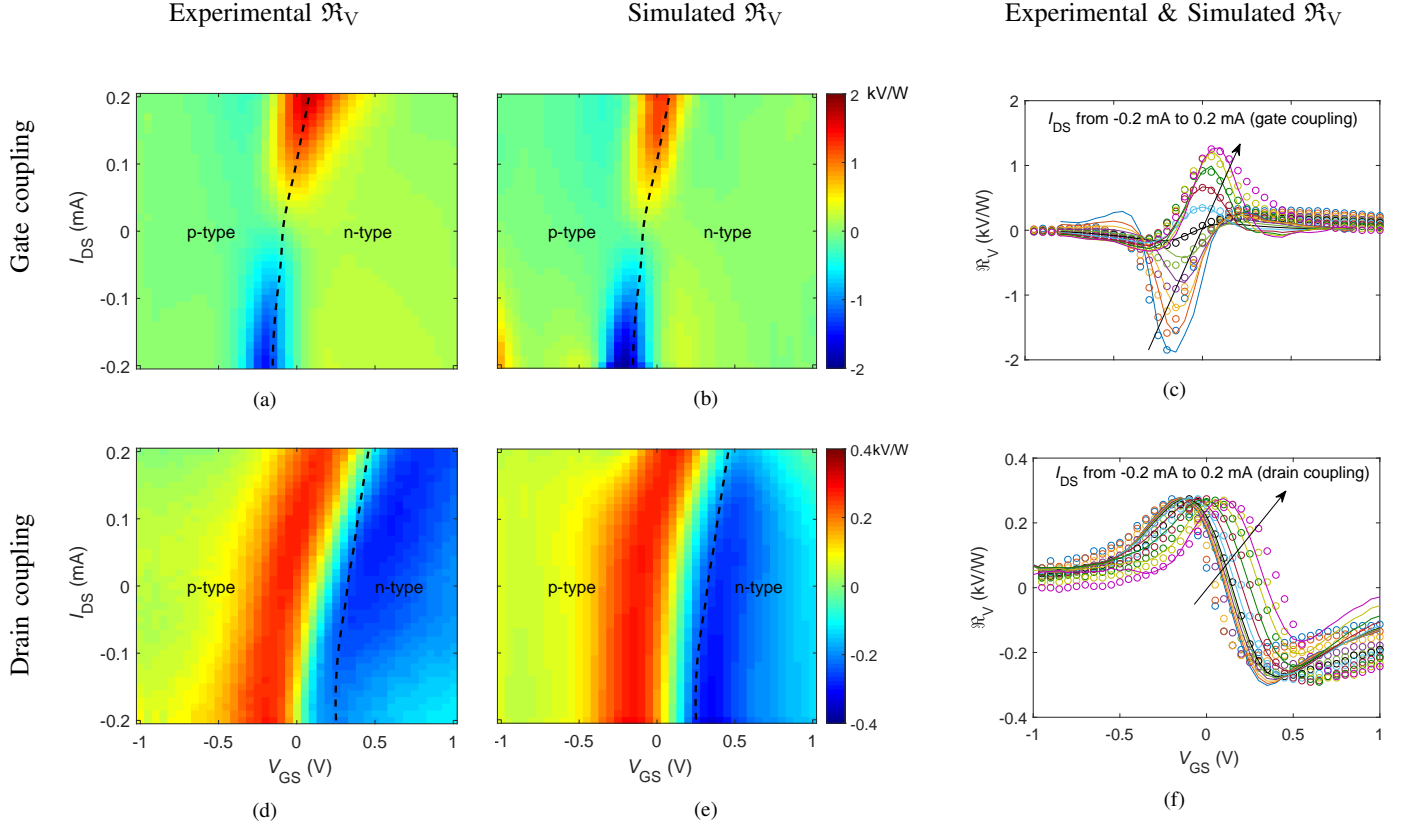 Experimental ℜV
Simulated ℜV
Experimental & Simulated ℜV
Gate coupling
0.2
0.1
0
-0.1
-0.2
IDS (mA)
p-type
n-type
(a)
p-type
n-type
2
1
0
-1
-2
kV/W
(b)
2
1
0
-1
-2
ℜV (kV/W)
IDS from -0.2 mA to 0.2 mA (gate coupling)
(c)
Drain coupling
0.2
0.1
0
-0.1
-0.2
IDS (mA)
p-type
n-type
-1
-0.5
0
0.5
1
VGS (V)
(d)
p-type
n-type
-1
-0.5
0
0.5
1
VGS (V)
0.4kV/W
0.2
0
-0.2
-0.4
(e)
0.4
0.2
0
-0.2
-0.4
ℜV (kV/W)
IDS from -0.2 mA to 0.2 mA (drain coupling)
-1
-0.5
0
0.5
1
VGS (V)
(f)